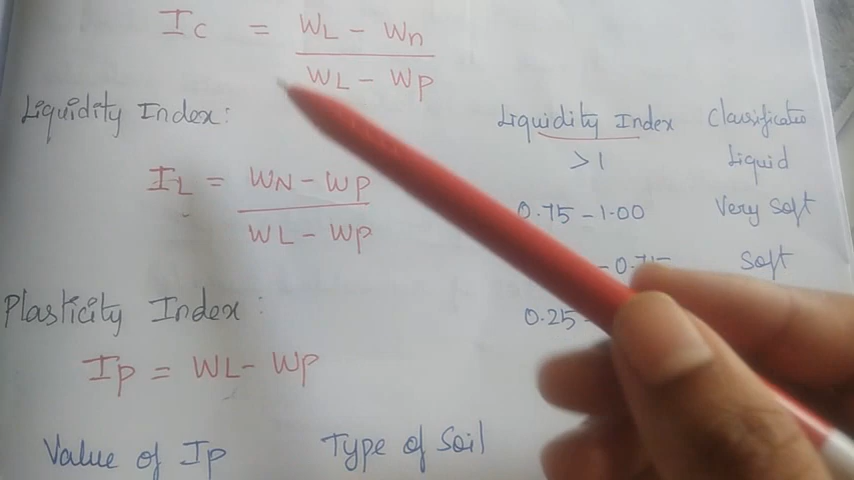 Ic = WL - Wn
WL - Wp
Liquidity Index:
IL = WN - WP
WL - WP
Plasticity Index:
Ip = WL - WP
Value of Ip Type of Soil
Liquidity Index
>1 Liquid
0.75 - 1.00 Very soft
Soft
0.25